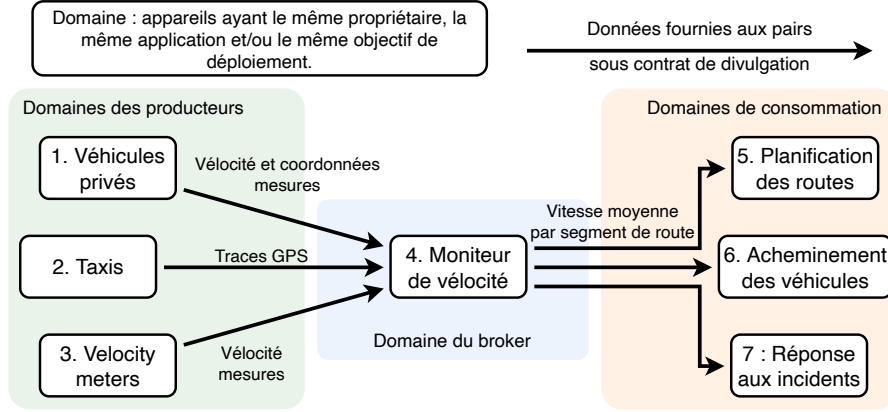 Domaine : appareils ayant le même propriétaire, la
même application et/ou le même objectif de
déploiement.
Données fournies aux pairs
sous contrat de divulgation
Domaines des producteurs
Domaines de consommation
1. Véhicules
privés
Vélocité et coordonnées
mesures
5. Planification
des routes
Vitesse moyenne
par segment de route
2. Taxis
Traces GPS
4. Moniteur
de vélocité
6. Acheminement
des véhicules
Domaine du broker
3. Velocity
meters
Vélocité
mesures
7 : Réponse
aux incidents